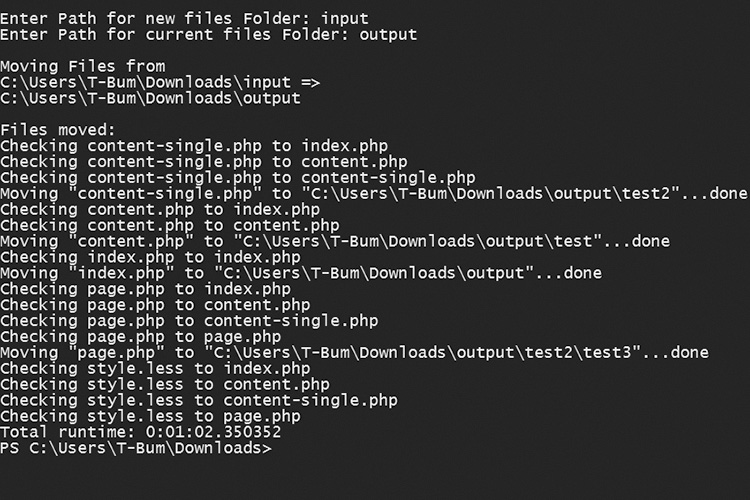 Enter Path for new files Folder: input
Enter Path for current files Folder: output
Moving Files from
C:\Users\T-Bum\Downloads\input =>
C:\Users\T-Bum\Downloads\output
Files moved:
Checking content-single.php to index.php
Checking content-single.php to content.php
Checking content-single.php to content-single.php
Moving "content-single.php" to "C:\Users\T-Bum\Downloads\output\test2"...done
Checking content.php to index.php
Checking content.php to content.php
Moving "content.php" to "C:\Users\T-Bum\Downloads\output\test"...done
Checking index.php to index.php
Moving "index.php" to "C:\Users\T-Bum\Downloads\output"...done
Checking page.php to index.php
Checking page.php to content.php
Checking page.php to content-single.php
Checking page.php to page.php
Moving "page.php" to "C:\Users\T-Bum\Downloads\output\test2\test3"...done
Checking style.less to index.php
Checking style.less to content.php
Checking style.less to content-single.php
Checking style.less to page.php
Total runtime: 0:01:02.350352
PS C:\Users\T-Bum\Downloads>